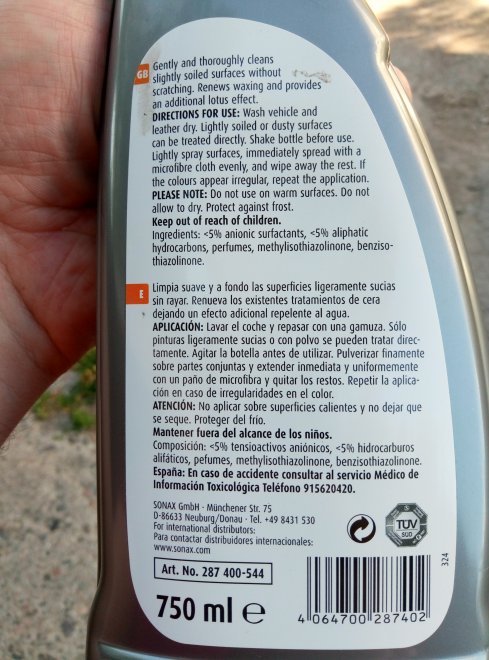 GB
Gently and thoroughly cleans
slightly soiled surfaces without
scratching. Renews waxing and provides
an additional lotus effect.
DIRECTIONS FOR USE: Wash vehicle and
leather dry. Lightly soiled or dusty surfaces
can be treated directly. Shake bottle before use.
Lightly spray surfaces, immediately spread with a
microfibre cloth evenly, and wipe away the rest. If
the colours appear irregular, repeat the application.
PLEASE NOTE: Do not use on warm surfaces. Do not
allow to dry. Protect against frost.
Keep out of reach of children.
Ingredients: <5% anionic surfactants, <5% aliphatic
hydrocarbons, perfumes, methylisothiazolinone, benziso-
thiazolinone.
E
Limpia suave y a fondo las superficies ligeramente sucias
sin rayar. Renueva los existentes tratamientos de cera
dejando un efecto adicional repelente al agua.
APLICACIÓN: Lavar el coche y repasar con una gamuza. Sólo
pinturas ligeramente sucias o con polvo se pueden tratar direc-
tamente. Agitar la botella antes de utilizar. Pulverizar finamente
sobre partes conjuntas y extender inmediata y uniformemente
con un paño de microfibra y quitar los restos. Repetir la aplica-
ción en caso de irregularidades en el color.
ATENCIÓN: No aplicar sobre superficies calientes y no dejar que
se seque. Proteger del frío.
Mantener fuera del alcance de los niños.
Composición: <5% tensioactivos aniónicos, <5% hidrocarburos
alifáticos, pefumes, methylisothiazolinone, benzisothiazolinone.
España: En caso de accidente consultar al servicio Médico de
Información Toxicológica Teléfono 915620420.
SONAX GmbH · Münchener Str. 75
D-86633 Neuburg/Donau · Tel. +49 8431 530
For international distributors:
Para contactar distribuidores internacionales:
www.sonax.com
TÜV
SÜD
324
Art. No. 287 400-544
750 ml e
4 064700 287402